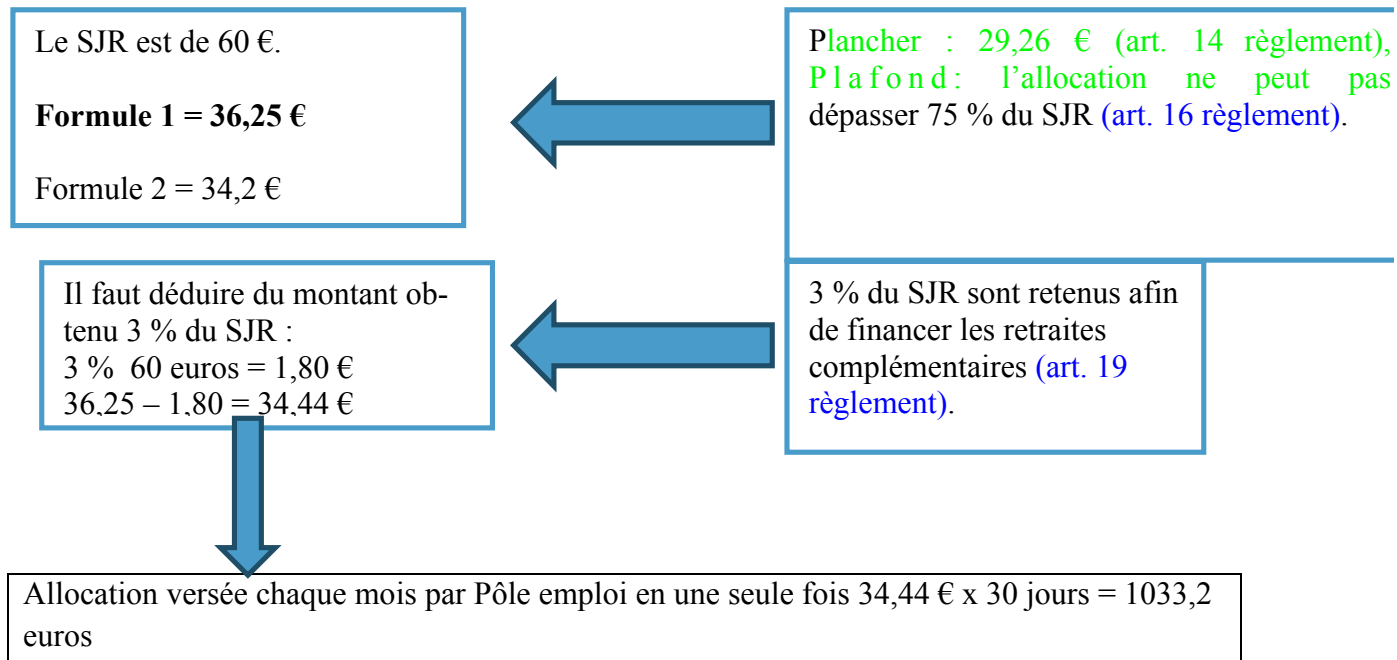 Le SJR est de 60 €.
Formule 1 = 36,25 €
Formule 2 = 34,2 €
Plancher : 29,26 € (art. 14 règlement),
Plafond: l’allocation ne peut pas
dépasser 75 % du SJR (art. 16 règlement).
Il faut déduire du montant ob-
tenu 3 % du SJR :
3 % 60 euros = 1,80 €
36,25 – 1,80 = 34,44 €
3 % du SJR sont retenus afin
de financer les retraites
complémentaires (art. 19
règlement).
Allocation versée chaque mois par Pôle emploi en une seule fois 34,44 € x 30 jours = 1033,2
euros